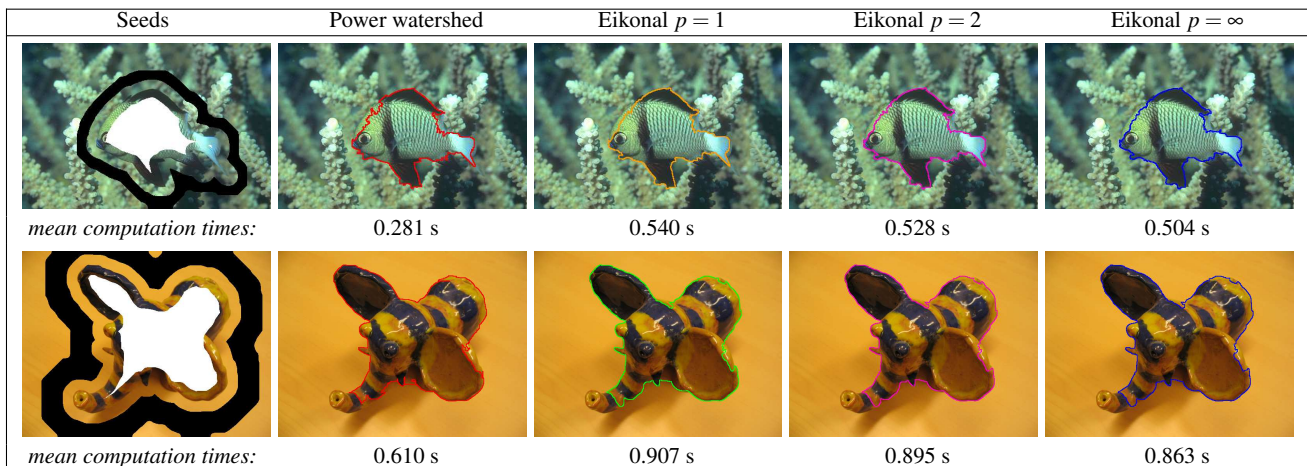 Seeds Power watershed Eikonal p = 1 Eikonal p = 2 Eikonal p = ∞
mean computation times: 0.281 s 0.540 s 0.528 s 0.504 s
mean computation times: 0.610 s 0.907 s 0.895 s 0.863 s